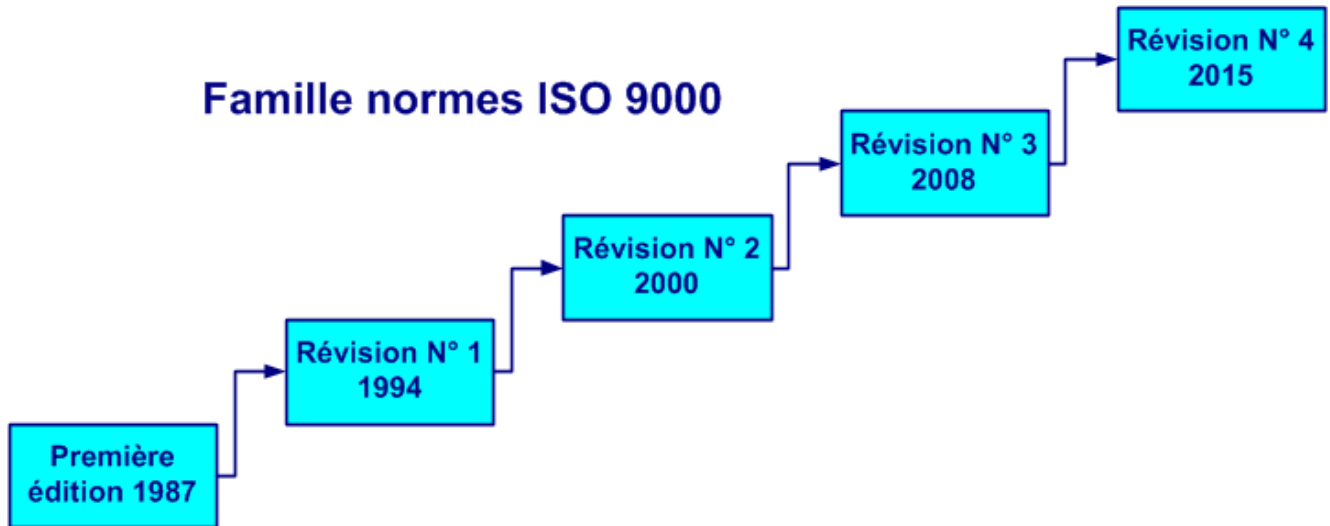 Famille normes ISO 9000
Révision N° 4
2015
Révision N° 3
2008
Révision N° 2
2000
Révision N° 1
1994
Première
édition 1987